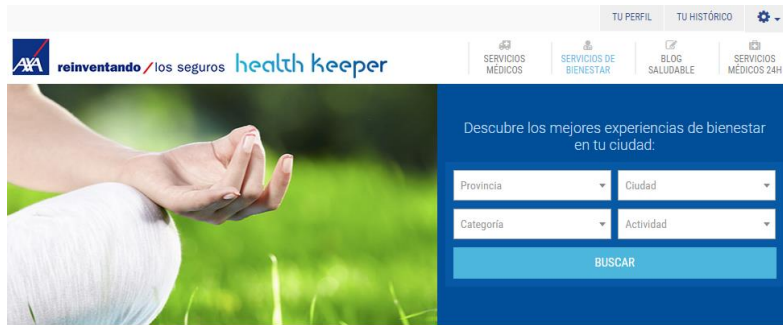 TU PERFIL TU HISTÓRICO
AXA reinventando / los seguros health keeper
SERVICIOS MÉDICOS
SERVICIOS DE BIENESTAR
BLOG SALUDABLE
SERVICIOS MÉDICOS 24H
Descubre los mejores experiencias de bienestar
en tu ciudad:
Provincia Ciudad
Categoría Actividad
BUSCAR